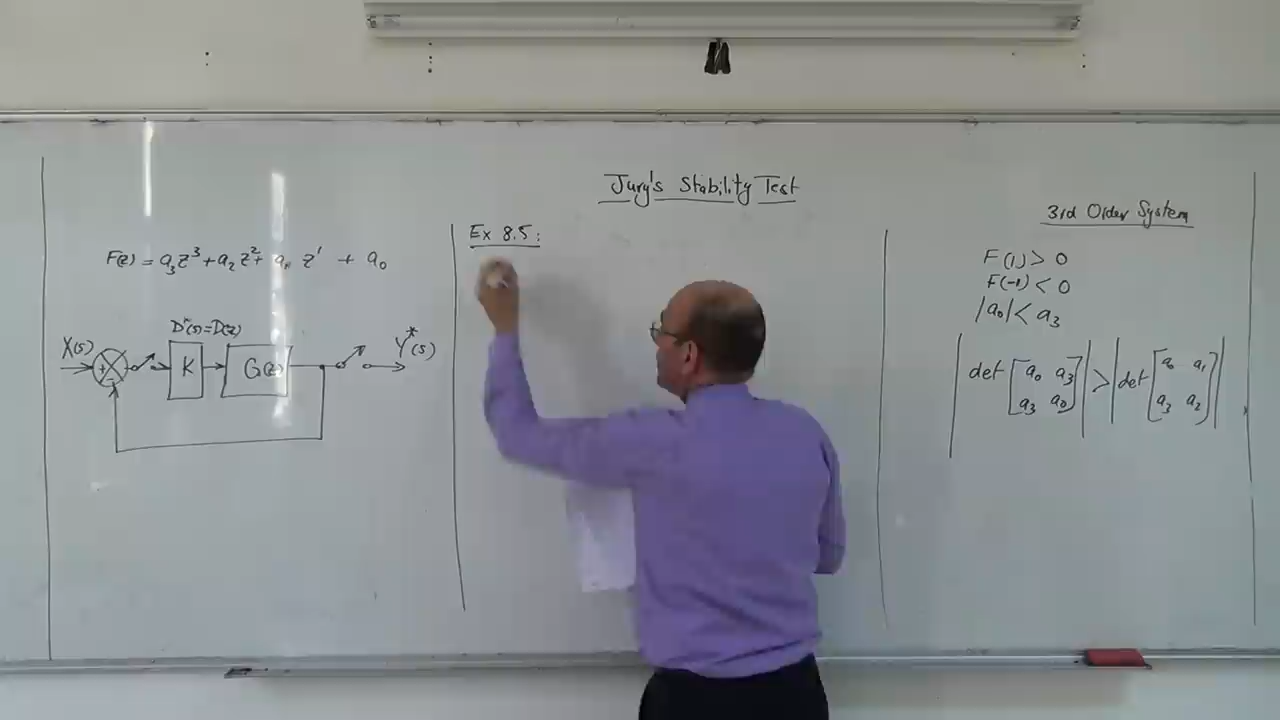 Jury's Stability Test
F(z) = a₃z³ + a₂z² + a₁ z¹ + a₀
D*(s) = D(z)
X(s)
+
-
K
G(z)
Y*(s)
Ex 8.5:
3rd Order System
F(1) > 0
F(-1) < 0
|a₀| < a₃
|det [a₀ a₃
a₃ a₀]| > |det [a₀ a₁
a₃ a₂]|